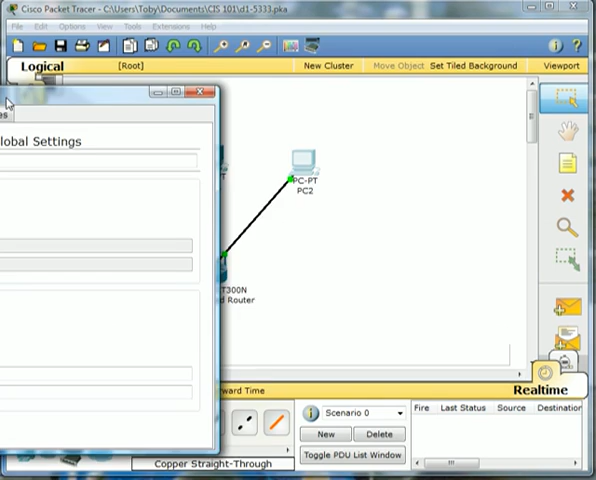 Cisco Packet Tracer - C:\Users\Toby\Documents\CIS 101\d1-5333.pka
File Edit Options View Tools Extensions Help
Logical [Root] New Cluster Move Object Set Tiled Background Viewport
es
lobal Settings
PC-PT
PC2
T
T300N
d Router
ward Time
Realtime
Scenario 0
Fire Last Status Source Destination
New Delete
Toggle PDU List Window
Copper Straight-Through